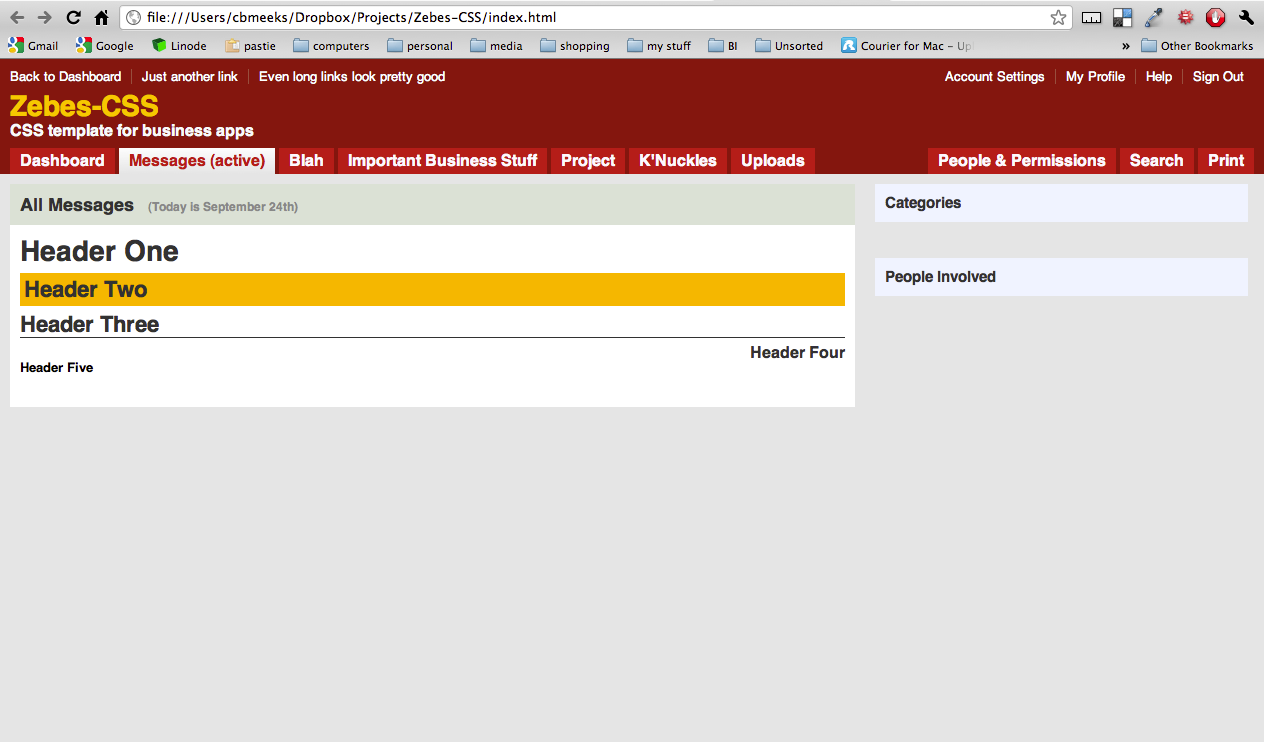 file:///Users/cbmeeks/Dropbox/Projects/Zebes-CSS/index.html
Gmail Google Linode pastie computers personal media shopping my stuff BI Unsorted Courier for Mac – Up » Other Bookmarks
Back to Dashboard Just another link Even long links look pretty good Account Settings My Profile Help Sign Out
Zebes-CSS
CSS template for business apps
Dashboard Messages (active) Blah Important Business Stuff Project K'Nuckles Uploads People & Permissions Search Print
All Messages (Today is September 24th)
Categories
Header One
People Involved
Header Two
Header Three
Header Four
Header Five